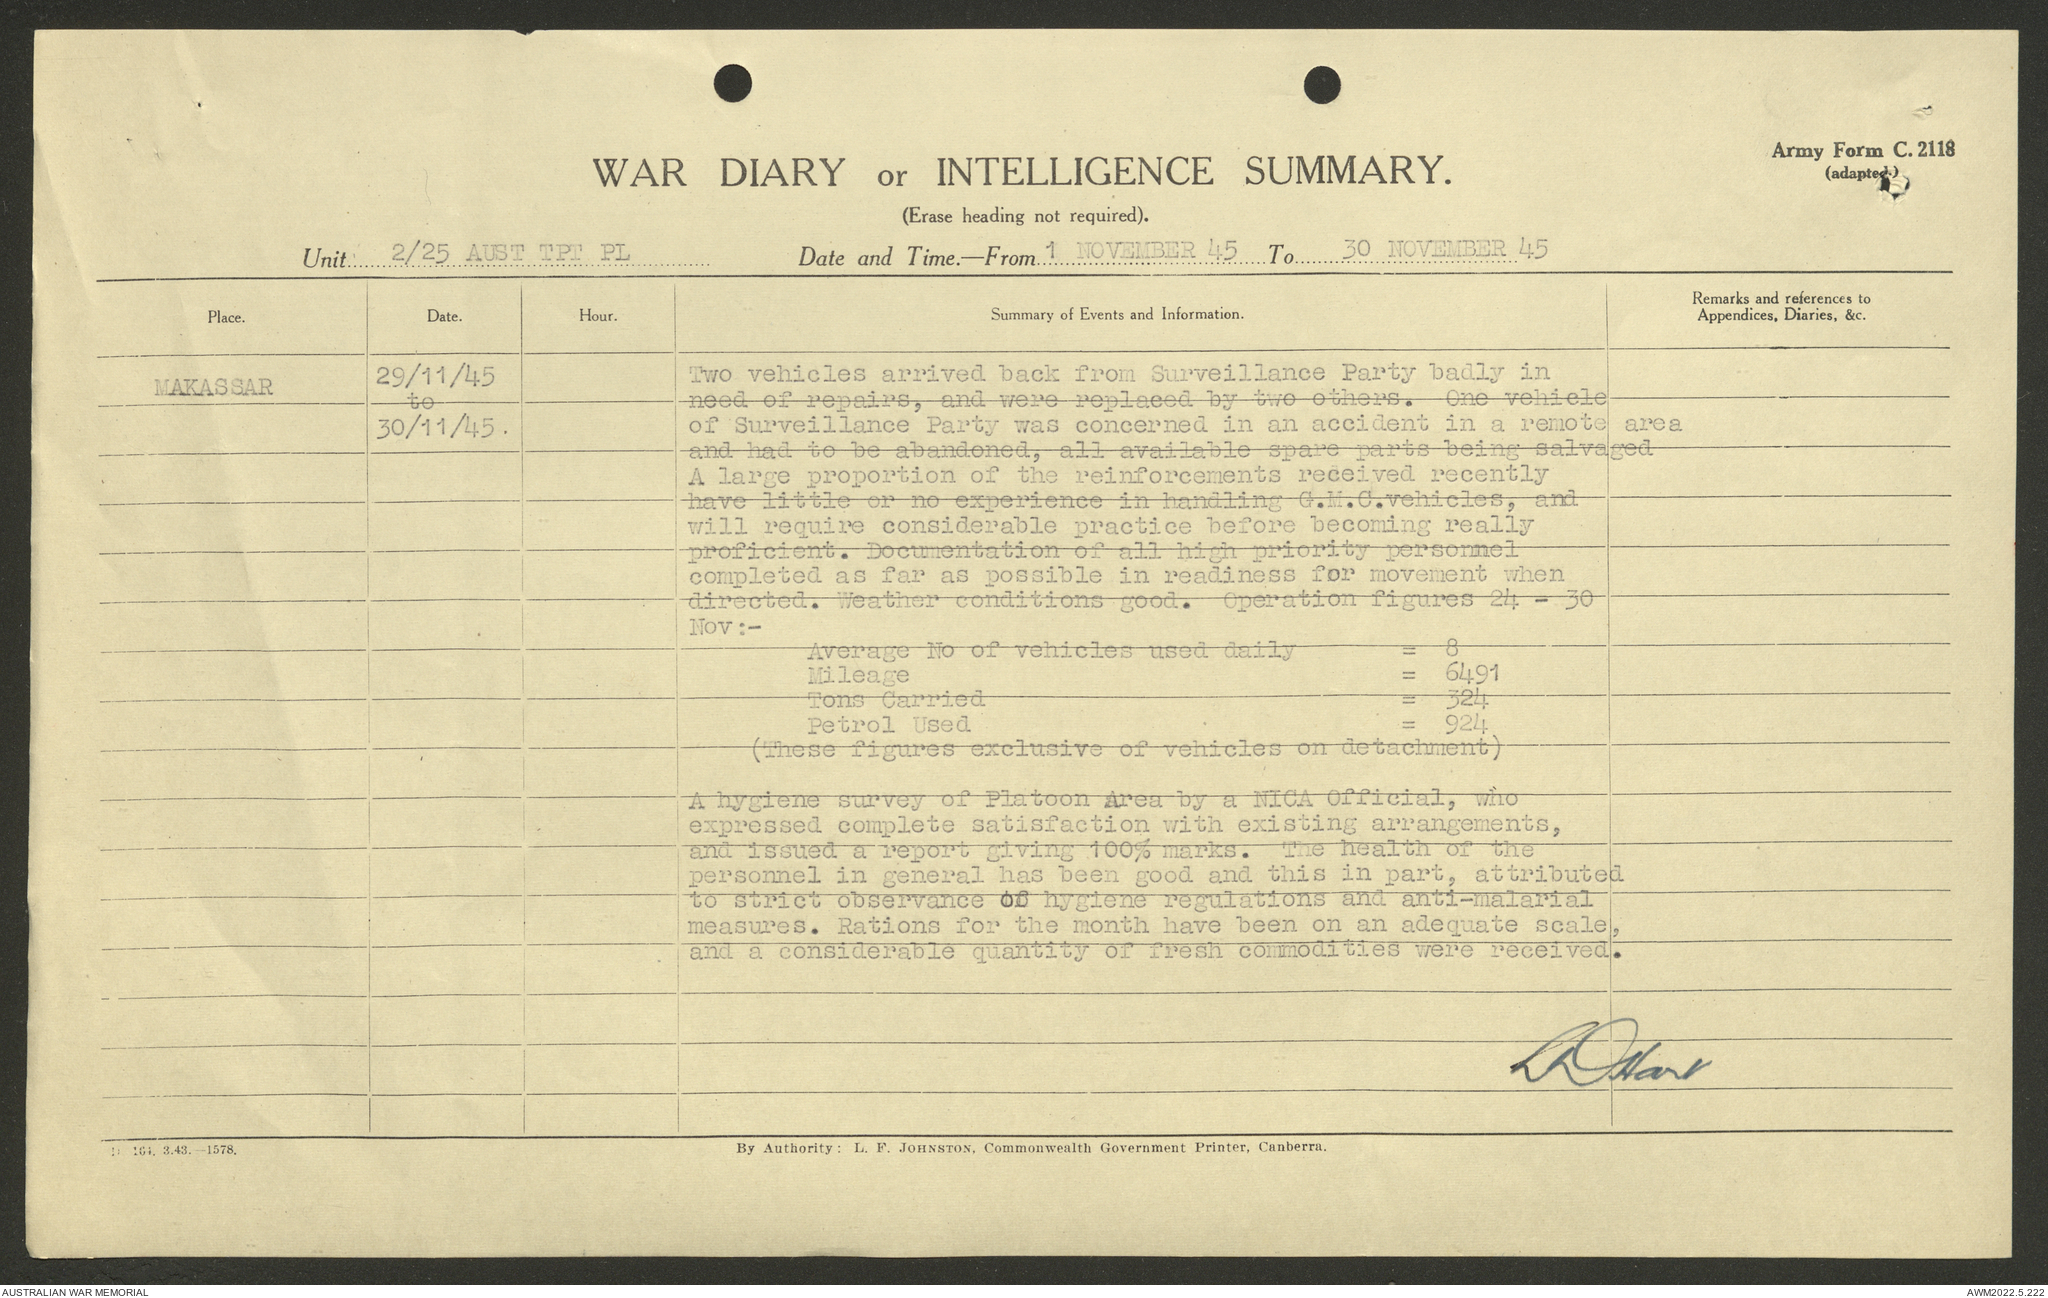 Army Form C. 2118
(adapted.)
WAR DIARY or INTELLIGENCE SUMMARY.
(Erase heading not required).
Unit 2/25 AUST TPT PL Date and Time.—From 1 NOVEMBER 45 To 30 NOVEMBER 45
Place. Date. Hour. Summary of Events and Information. Remarks and references to
Appendices, Diaries, &c.
MAKASSAR 29/11/45
to
30/11/45.
Two vehicles arrived back from Surveillance Party badly in
need of repairs, and were replaced by two others. One vehicle
of Surveillance Party was concerned in an accident in a remote area
and had to be abandoned, all available spare parts being salvaged
A large proportion of the reinforcements received recently
have little or no experience in handling G.M.C.vehicles, and
will require considerable practice before becoming really
proficient. Documentation of all high priority personnel
completed as far as possible in readiness for movement when
directed. Weather conditions good. Operation figures 24 - 30
Nov:-
Average No of vehicles used daily = 8
Mileage = 6491
Tons Carried = 324
Petrol Used = 924
(These figures exclusive of vehicles on detachment)
A hygiene survey of Platoon Area by a NICA Official, who
expressed complete satisfaction with existing arrangements,
and issued a report giving 100% marks. The health of the
personnel in general has been good and this in part, attributed
to strict observance of hygiene regulations and anti-malarial
measures. Rations for the month have been on an adequate scale,
and a considerable quantity of fresh commodities were received.
Hart
164. 3.43.—1578.
By Authority: L. F. JOHNSTON, Commonwealth Government Printer, Canberra.
AUSTRALIAN WAR MEMORIAL
AWM2022.5.222